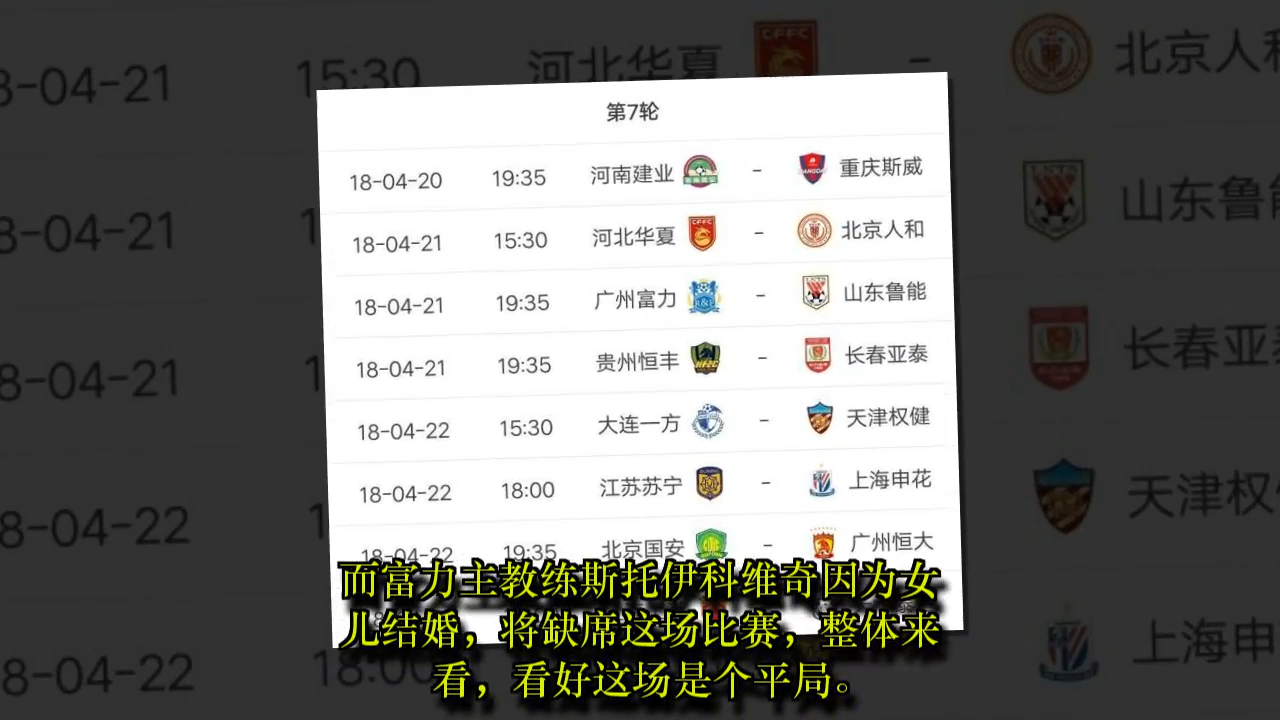 第7轮
18-04-20 19:35 河南建业 - 重庆斯威
18-04-21 15:30 河北华夏 - 北京人和
18-04-21 19:35 广州富力 - 山东鲁能
18-04-21 19:35 贵州恒丰 - 长春亚泰
18-04-22 15:30 大连一方 - 天津权健
18-04-22 18:00 江苏苏宁 - 上海申花
18-04-22 19:35 北京国安 - 广州恒大
而富力主教练斯托伊科维奇因为女
儿结婚，将缺席这场比赛，整体来
看，看好这场是个平局。